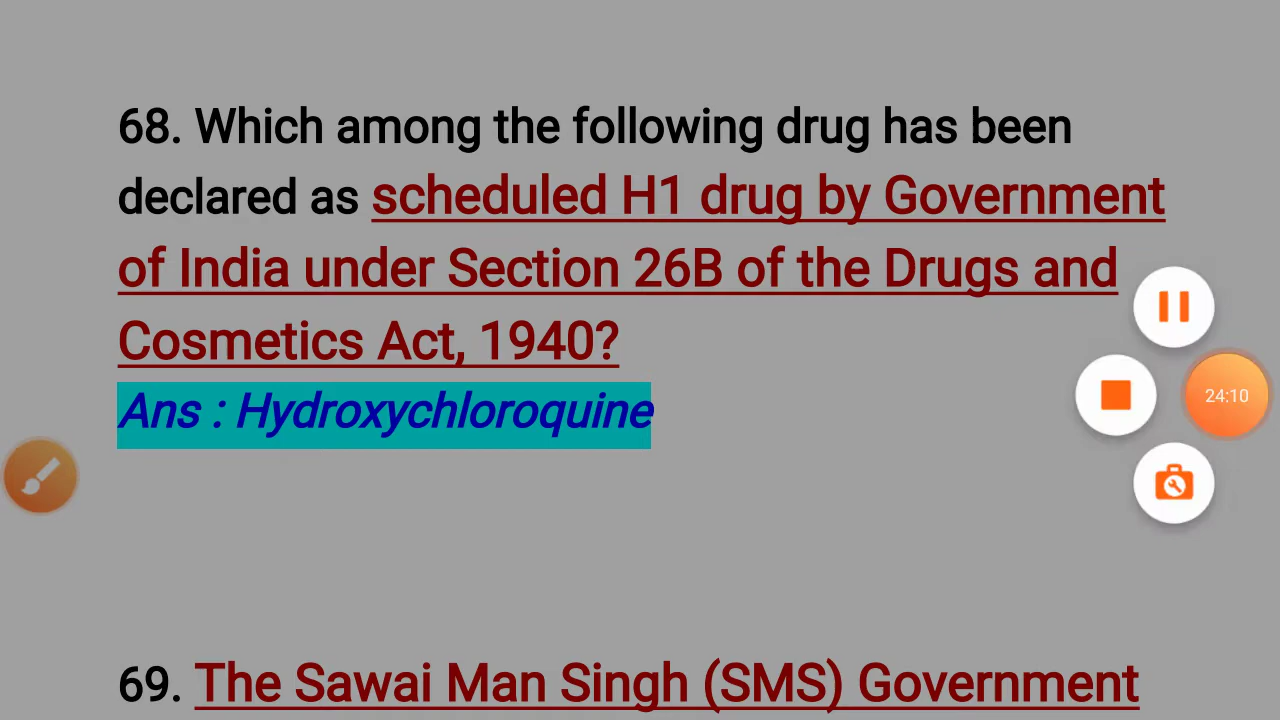 68. Which among the following drug has been
declared as scheduled H1 drug by Government
of India under Section 26B of the Drugs and
Cosmetics Act, 1940?
Ans : Hydroxychloroquine
24:10
69. The Sawai Man Singh (SMS) Government